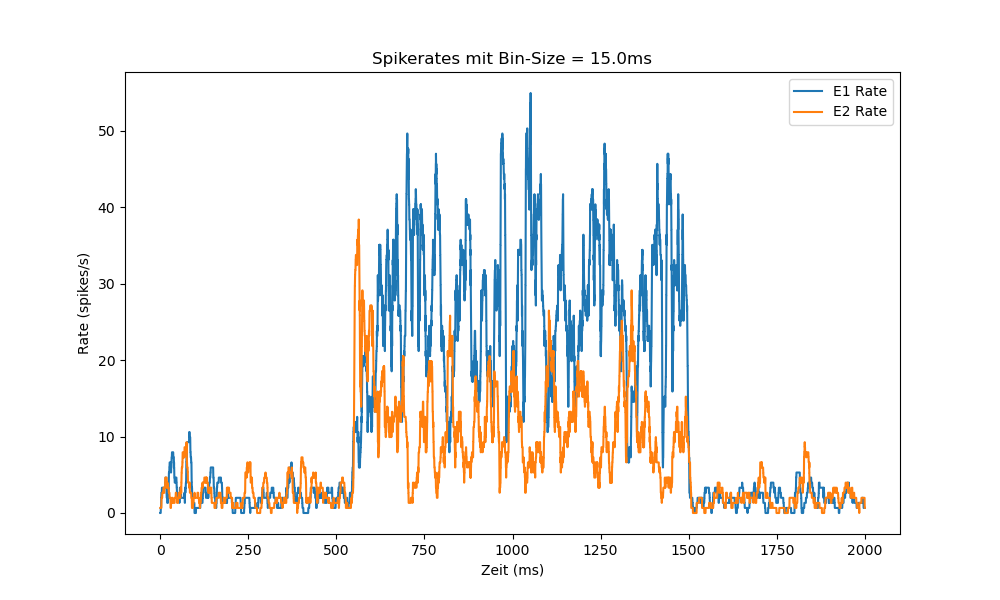 Spikerates mit Bin-Size = 15.0ms
E1 Rate
E2 Rate
Rate (spikes/s)
50
40
30
20
10
0
0 250 500 750 1000 1250 1500 1750 2000
Zeit (ms)